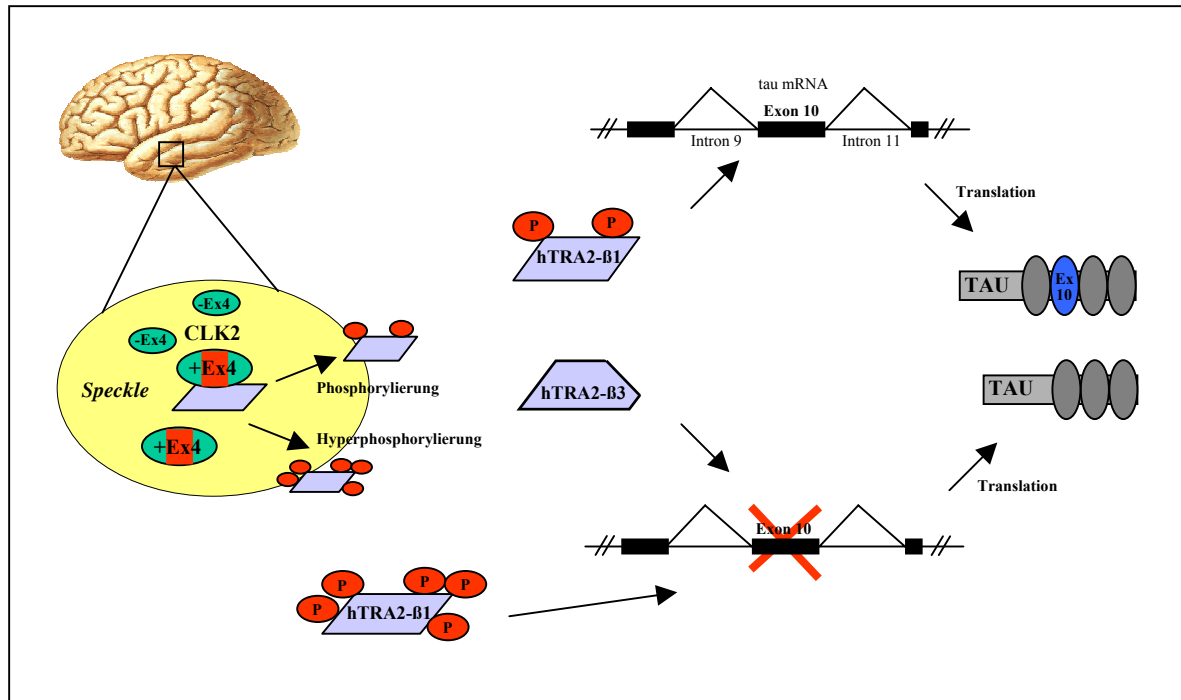 tau mRNA
Exon 10
Intron 9
Intron 11
Translation
P
P
hTRA2-ß1
TAU
Ex
10
-Ex4
-Ex4
CLK2
+Ex4
Speckle
+Ex4
Phosphorylierung
Hyperphosphorylierung
hTRA2-ß3
TAU
Translation
Exon 10
P
P
P
P
P
hTRA2-ß1